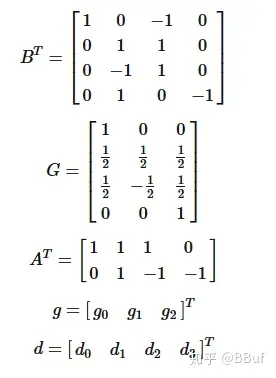 B^T = [ 1 0 −1 0
0 1 1 0
0 −1 1 0
0 1 0 −1 ]
G = [ 1 0 0
1/2 1/2 1/2
1/2 −1/2 1/2
0 0 1 ]
A^T = [ 1 1 1 0
0 1 −1 −1 ]
g = [ g_0 g_1 g_2 ]^T
d = [ d_0 d_1 d_2 d_3 ]^T
知乎 @BBuf